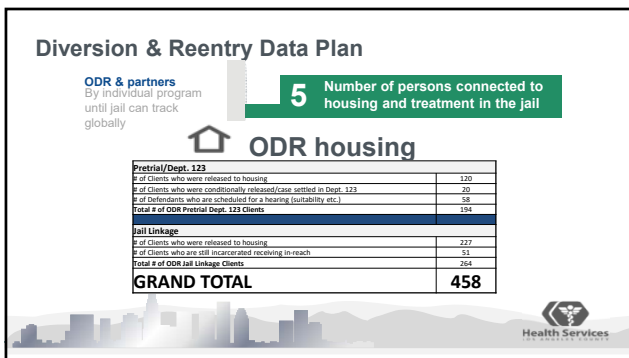 Diversion & Reentry Data Plan
ODR & partners
By individual program
until jail can track
globally
5
Number of persons connected to
housing and treatment in the jail
ODR housing
Pretrial/Dept. 123
# of Clients who were released to housing 120
# of Clients who were conditionally released/case settled in Dept. 123 20
# of Defendants who are scheduled for a hearing (suitability etc.) 58
Total # of ODR Pretrial Dept. 123 Clients 194
Jail Linkage
# of Clients who were released to housing 227
# of Clients who are still incarcerated receiving in-reach 51
Total # of ODR Jail Linkage Clients 264
GRAND TOTAL 458
Health Services
LOS ANGELES COUNTY